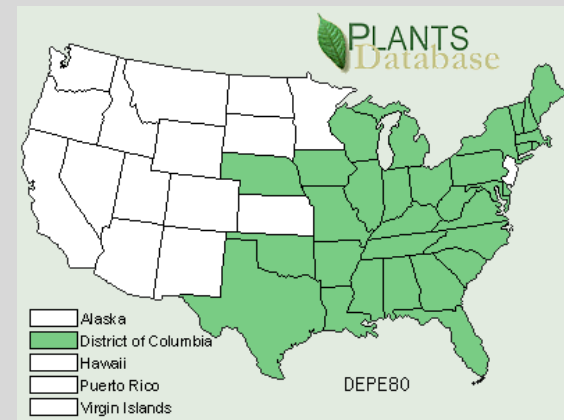 PLANTS
Database
Alaska
District of Columbia
Hawaii
Puerto Rico
Virgin Islands
DEPE80